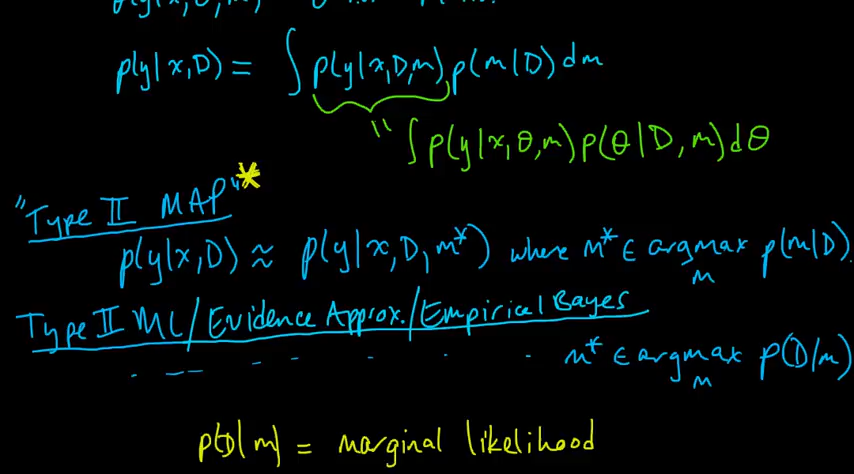 p(y|x,D) = ∫ p(y|x,D,m) p(m|D) dm
" ∫ p(y|x,θ,m) p(θ|D,m) dθ
"Type II MAP" *
p(y|x,D) ≈ p(y|x,D,m*) where m* ∈ argmax p(m|D).
m
Type II ML/Evidence Approx./Empirical Bayes
m* ∈ argmax p(D|m)
m
p(D|m) = marginal likelihood